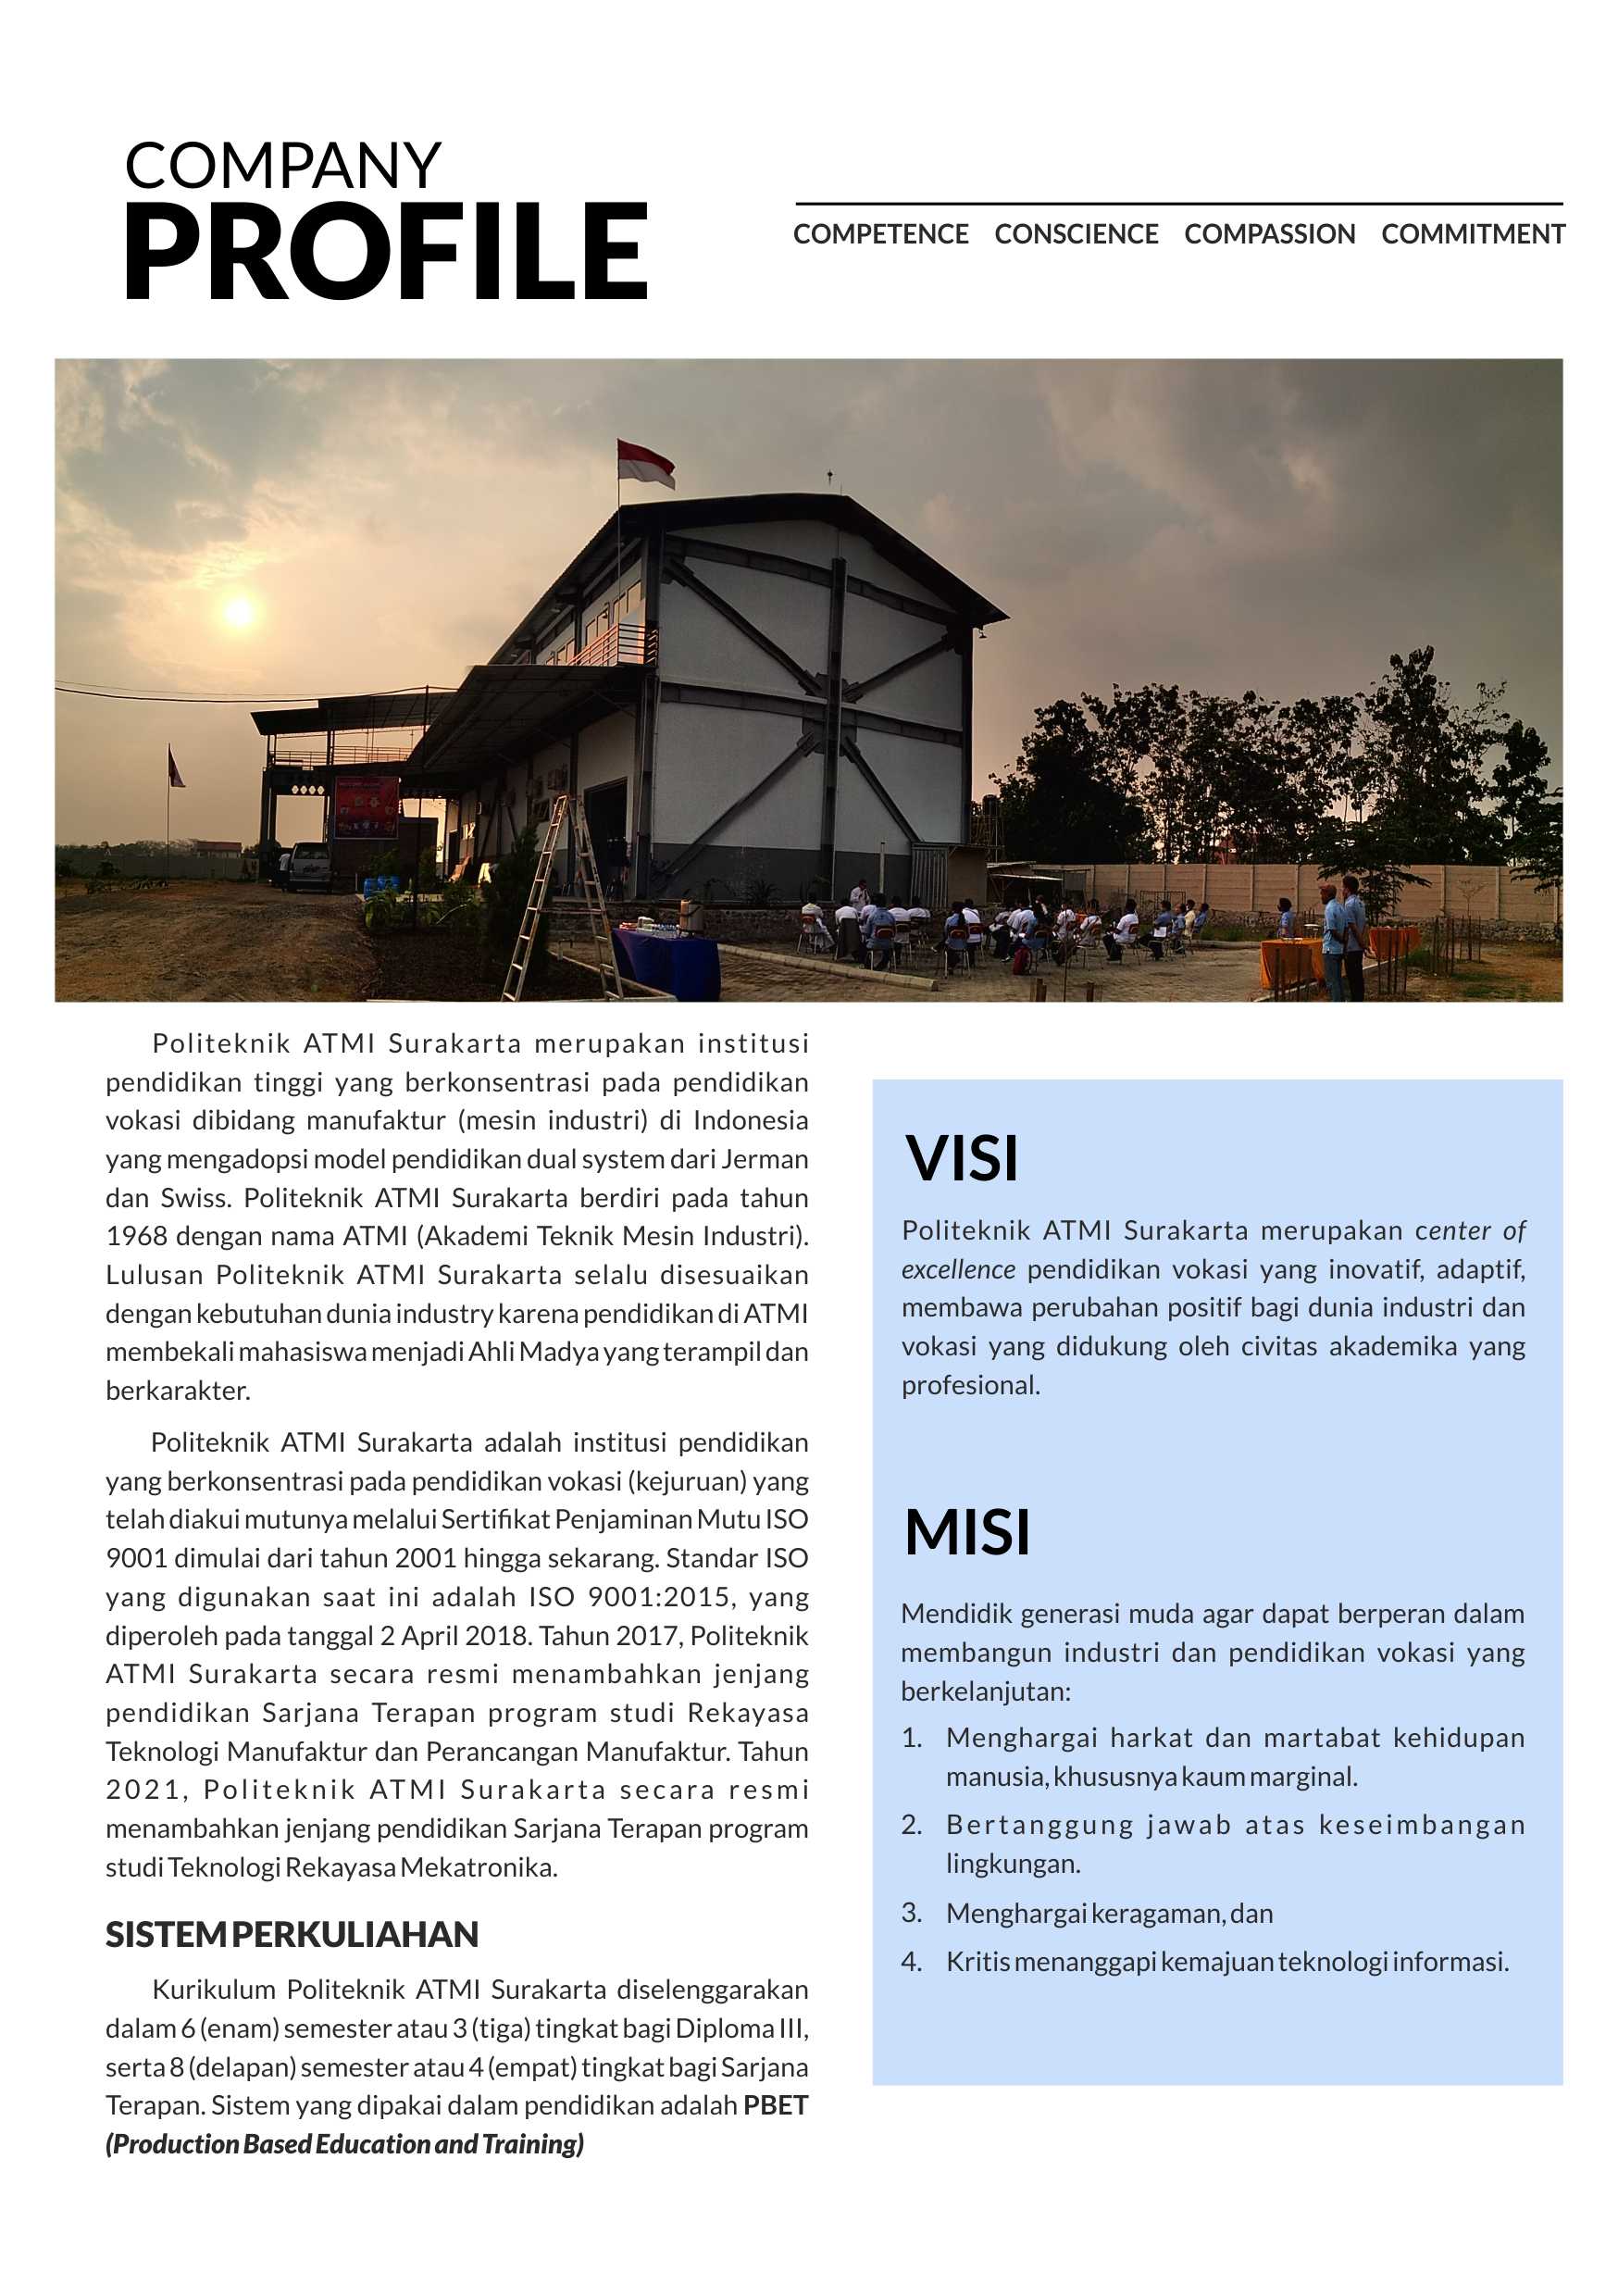 COMPANY
PROFILE
COMPETENCE CONSCIENCE COMPASSION COMMITMENT
Politeknik ATMI Surakarta merupakan institusi
pendidikan tinggi yang berkonsentrasi pada pendidikan
vokasi dibidang manufaktur (mesin industri) di Indonesia
yang mengadopsi model pendidikan dual system dari Jerman
dan Swiss. Politeknik ATMI Surakarta berdiri pada tahun
1968 dengan nama ATMI (Akademi Teknik Mesin Industri).
Lulusan Politeknik ATMI Surakarta selalu disesuaikan
dengan kebutuhan dunia industry karena pendidikan di ATMI
membekali mahasiswa menjadi Ahli Madya yang terampil dan
berkarakter.
Politeknik ATMI Surakarta adalah institusi pendidikan
yang berkonsentrasi pada pendidikan vokasi (kejuruan) yang
telah diakui mutunya melalui Sertifikat Penjaminan Mutu ISO
9001 dimulai dari tahun 2001 hingga sekarang. Standar ISO
yang digunakan saat ini adalah ISO 9001:2015, yang
diperoleh pada tanggal 2 April 2018. Tahun 2017, Politeknik
ATMI Surakarta secara resmi menambahkan jenjang
pendidikan Sarjana Terapan program studi Rekayasa
Teknologi Manufaktur dan Perancangan Manufaktur. Tahun
2021, Politeknik ATMI Surakarta secara resmi
menambahkan jenjang pendidikan Sarjana Terapan program
studi Teknologi Rekayasa Mekatronika.
SISTEM PERKULIAHAN
Kurikulum Politeknik ATMI Surakarta diselenggarakan
dalam 6 (enam) semester atau 3 (tiga) tingkat bagi Diploma III,
serta 8 (delapan) semester atau 4 (empat) tingkat bagi Sarjana
Terapan. Sistem yang dipakai dalam pendidikan adalah PBET
(Production Based Education and Training)
VISI
Politeknik ATMI Surakarta merupakan center of
excellence pendidikan vokasi yang inovatif, adaptif,
membawa perubahan positif bagi dunia industri dan
vokasi yang didukung oleh civitas akademika yang
profesional.
MISI
Mendidik generasi muda agar dapat berperan dalam
membangun industri dan pendidikan vokasi yang
berkelanjutan:
1. Menghargai harkat dan martabat kehidupan
manusia, khususnya kaum marginal.
2. Bertanggung jawab atas keseimbangan
lingkungan.
3. Menghargai keragaman, dan
4. Kritis menanggapi kemajuan teknologi informasi.